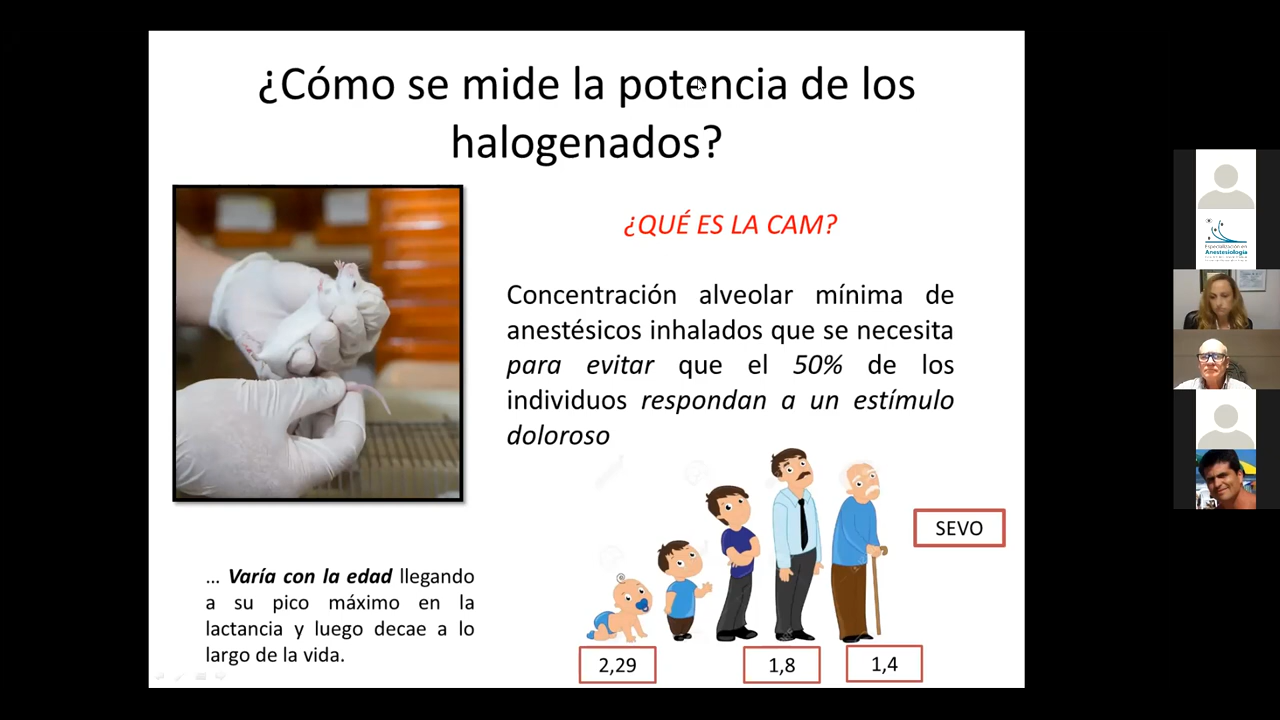 ¿Cómo se mide la potencia de los
halogenados?
¿QUÉ ES LA CAM?
Concentración alveolar mínima de
anestésicos inhalados que se necesita
para evitar que el 50% de los
individuos respondan a un estímulo
doloroso
SEVO
... Varía con la edad llegando
a su pico máximo en la
lactancia y luego decae a lo
largo de la vida.
2,29
1,8
1,4
Especialización en
Anestesiología